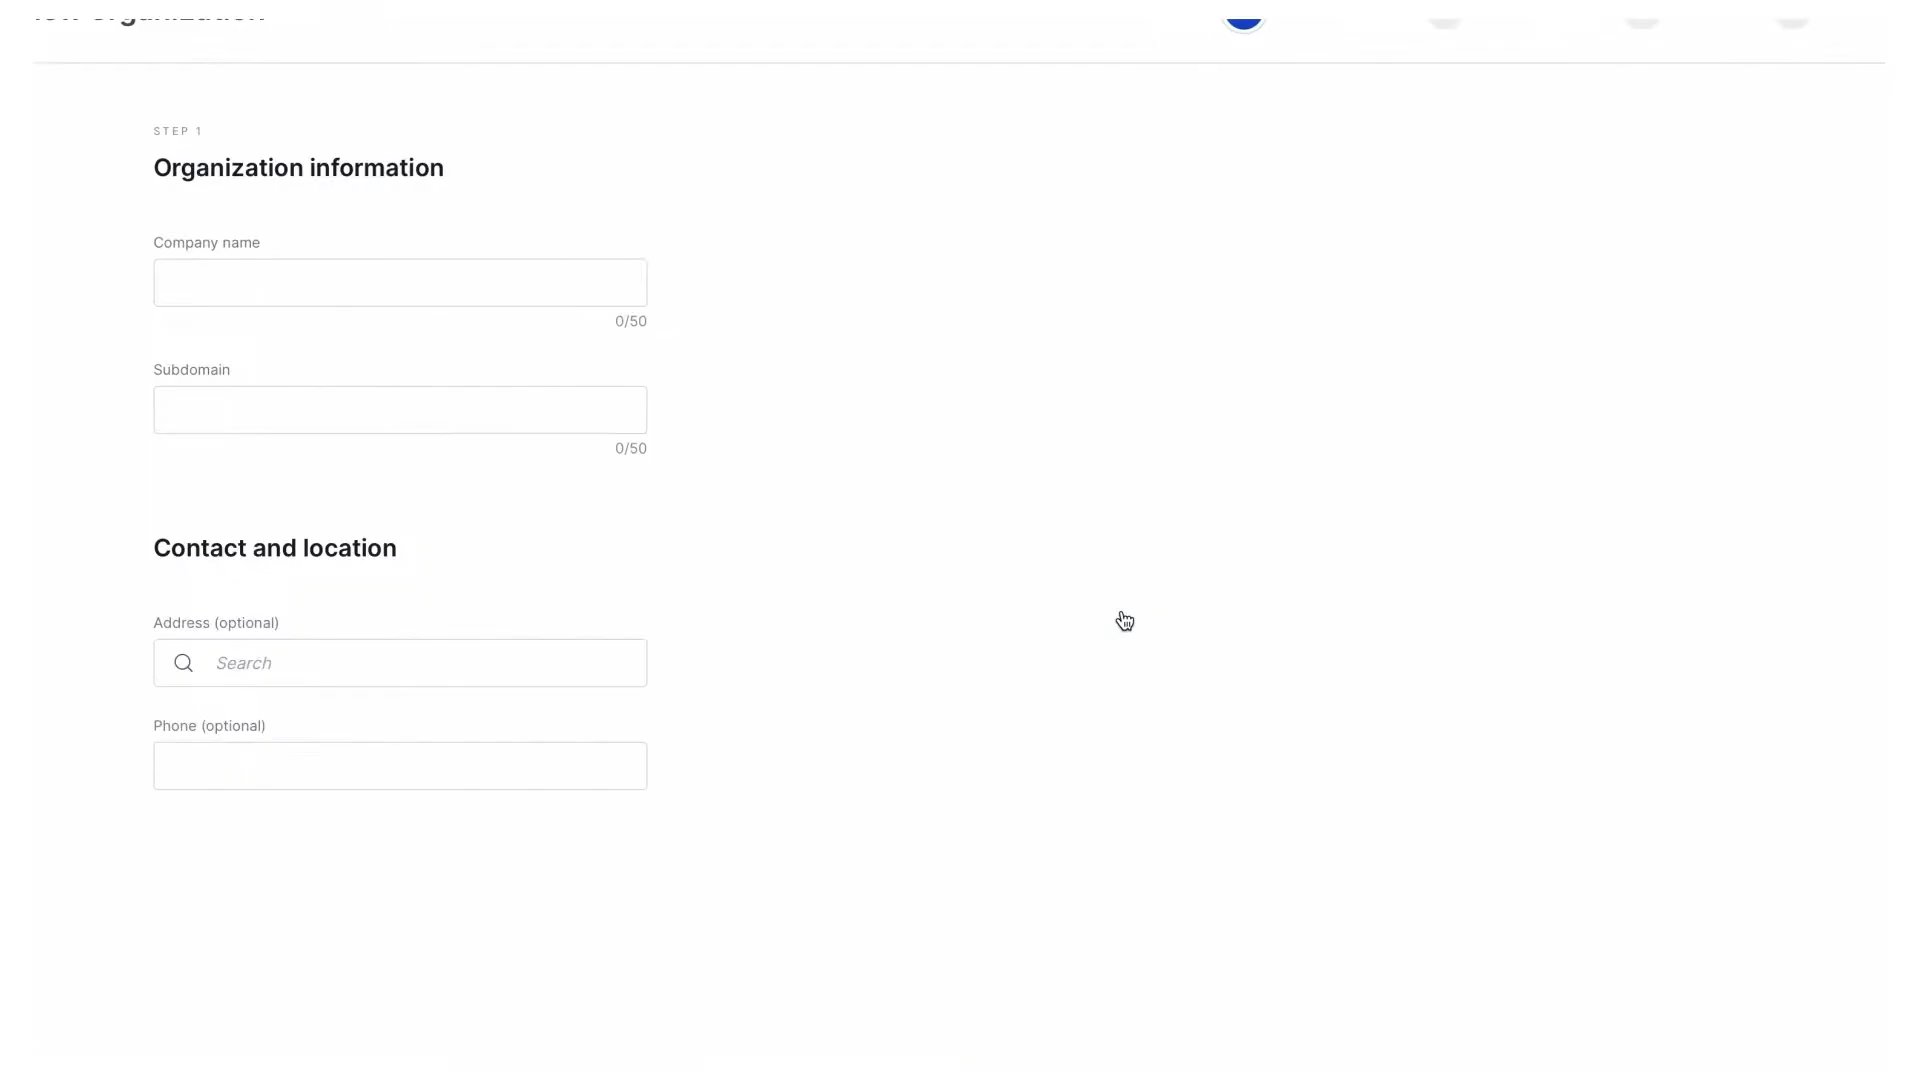 STEP 1
Organization information
Company name
0/50
Subdomain
0/50
Contact and location
Address (optional)
Search
Phone (optional)